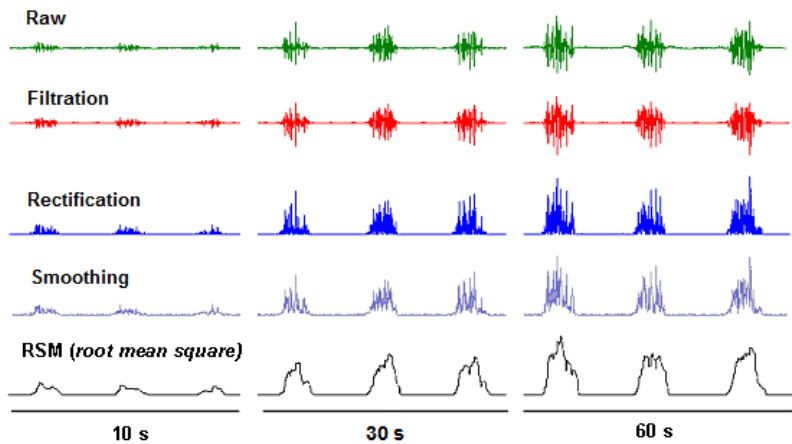 Raw
Filtration
Rectification
Smoothing
RSM (root mean square)
10 s
30 s
60 s